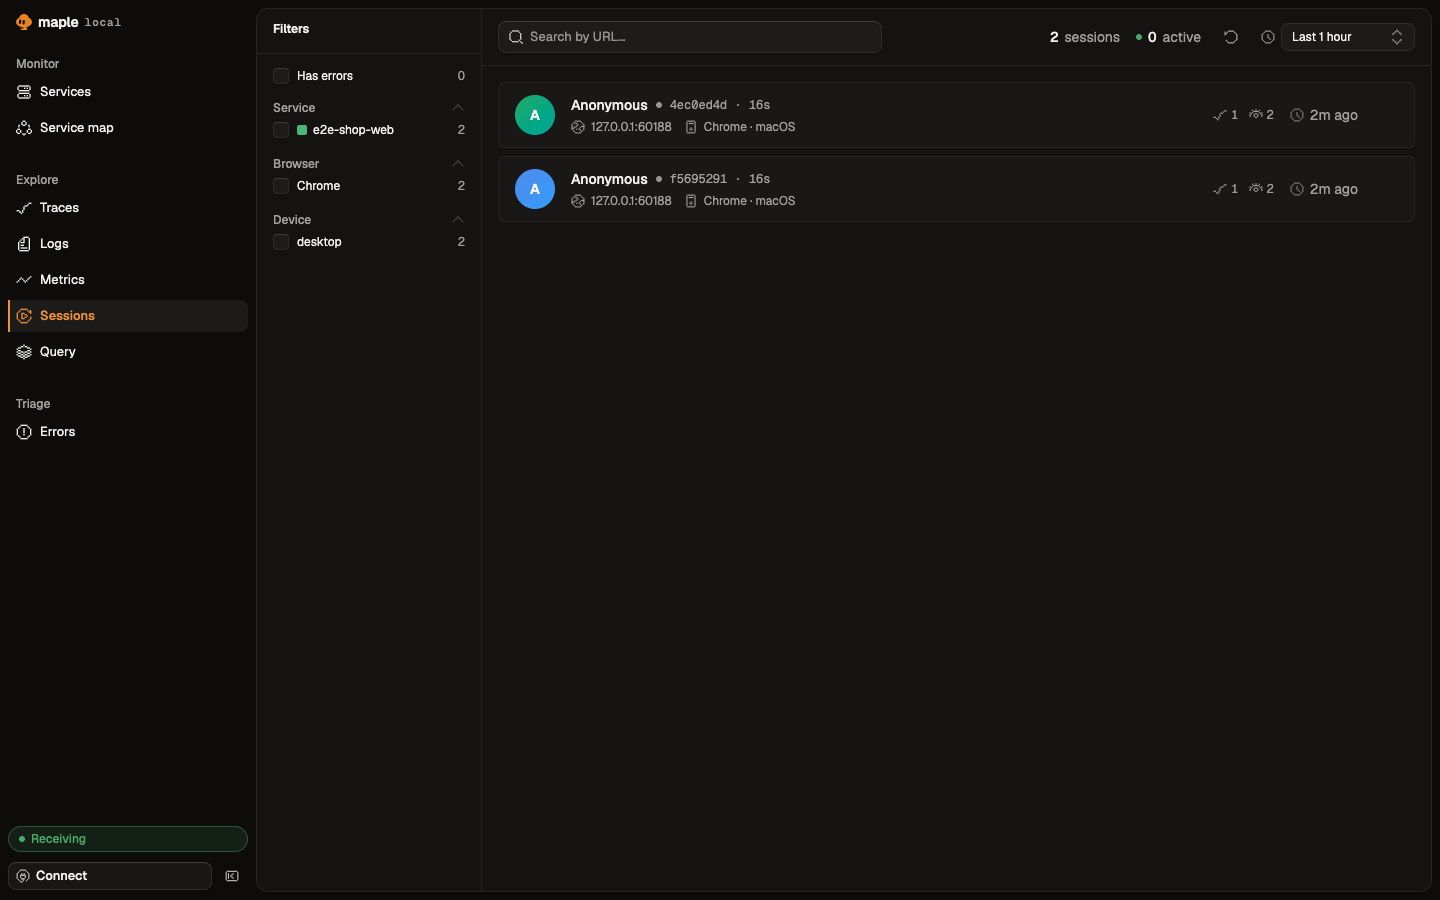 maple local
Monitor
Services
Service map
Explore
Traces
Logs
Metrics
Sessions
Query
Triage
Errors
Receiving
Connect
Filters
Has errors 0
Service
e2e-shop-web 2
Browser
Chrome 2
Device
desktop 2
Search by URL...
2 sessions 0 active
Last 1 hour
A
Anonymous 4ec0ed4d · 16s
127.0.0.1:60188 Chrome · macOS
1 2 2m ago
A
Anonymous f5695291 · 16s
127.0.0.1:60188 Chrome · macOS
1 2 2m ago